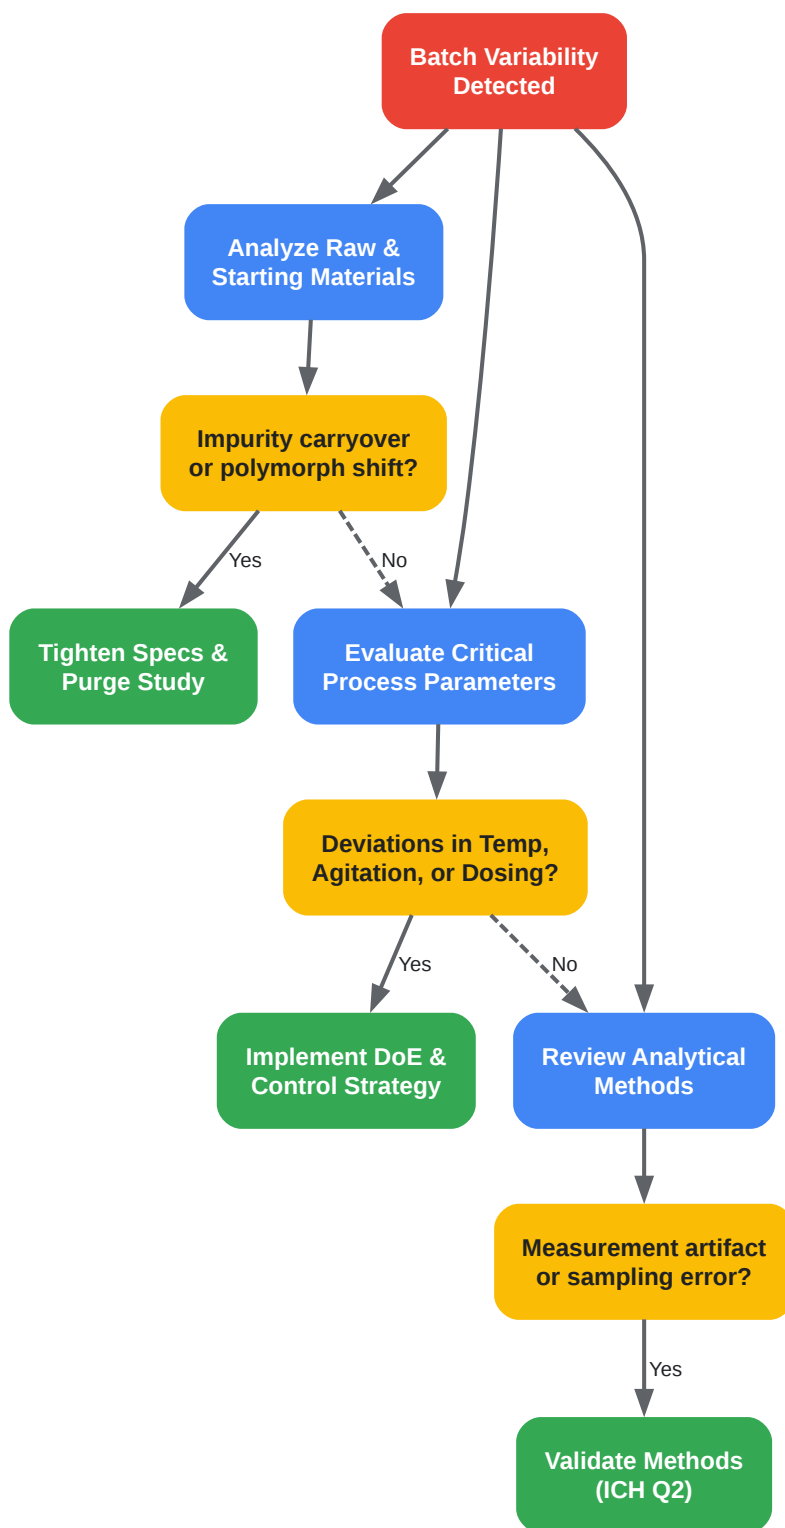 Batch Variability
Detected
Analyze Raw &
Starting Materials
Impurity carryover
or polymorph shift?
Yes
No
Tighten Specs &
Purge Study
Evaluate Critical
Process Parameters
Deviations in Temp,
Agitation, or Dosing?
Yes
No
Implement DoE &
Control Strategy
Review Analytical
Methods
Measurement artifact
or sampling error?
Yes
Validate Methods
(ICH Q2)